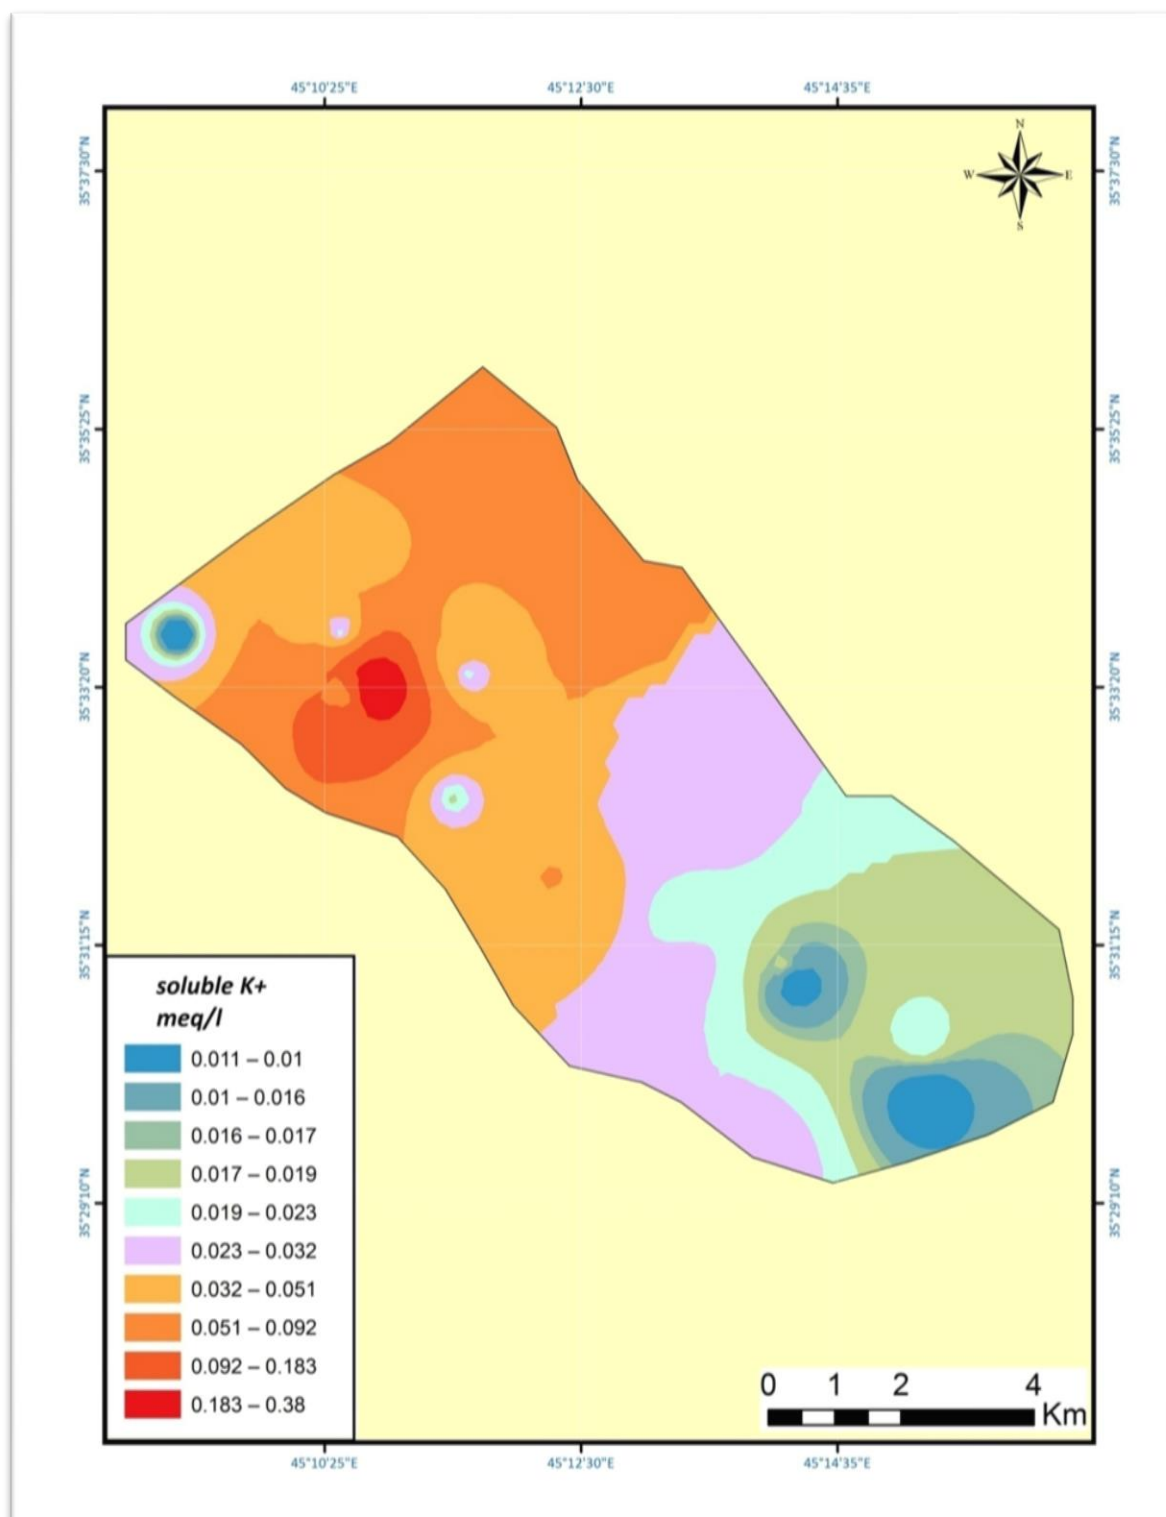 45°10'25"E 45°12'30"E 45°14'35"E
35°37'30"N 35°37'30"N
N
W E
S
35°35'25"N 35°35'25"N
35°33'20"N 35°33'20"N
35°31'15"N 35°31'15"N
soluble K+
meq/l
0.011 – 0.01
0.01 – 0.016
0.016 – 0.017
0.017 – 0.019
0.019 – 0.023
0.023 – 0.032
0.032 – 0.051
0.051 – 0.092
0.092 – 0.183
0.183 – 0.38
35°29'10"N 35°29'10"N
0 1 2 4
Km
45°10'25"E 45°12'30"E 45°14'35"E